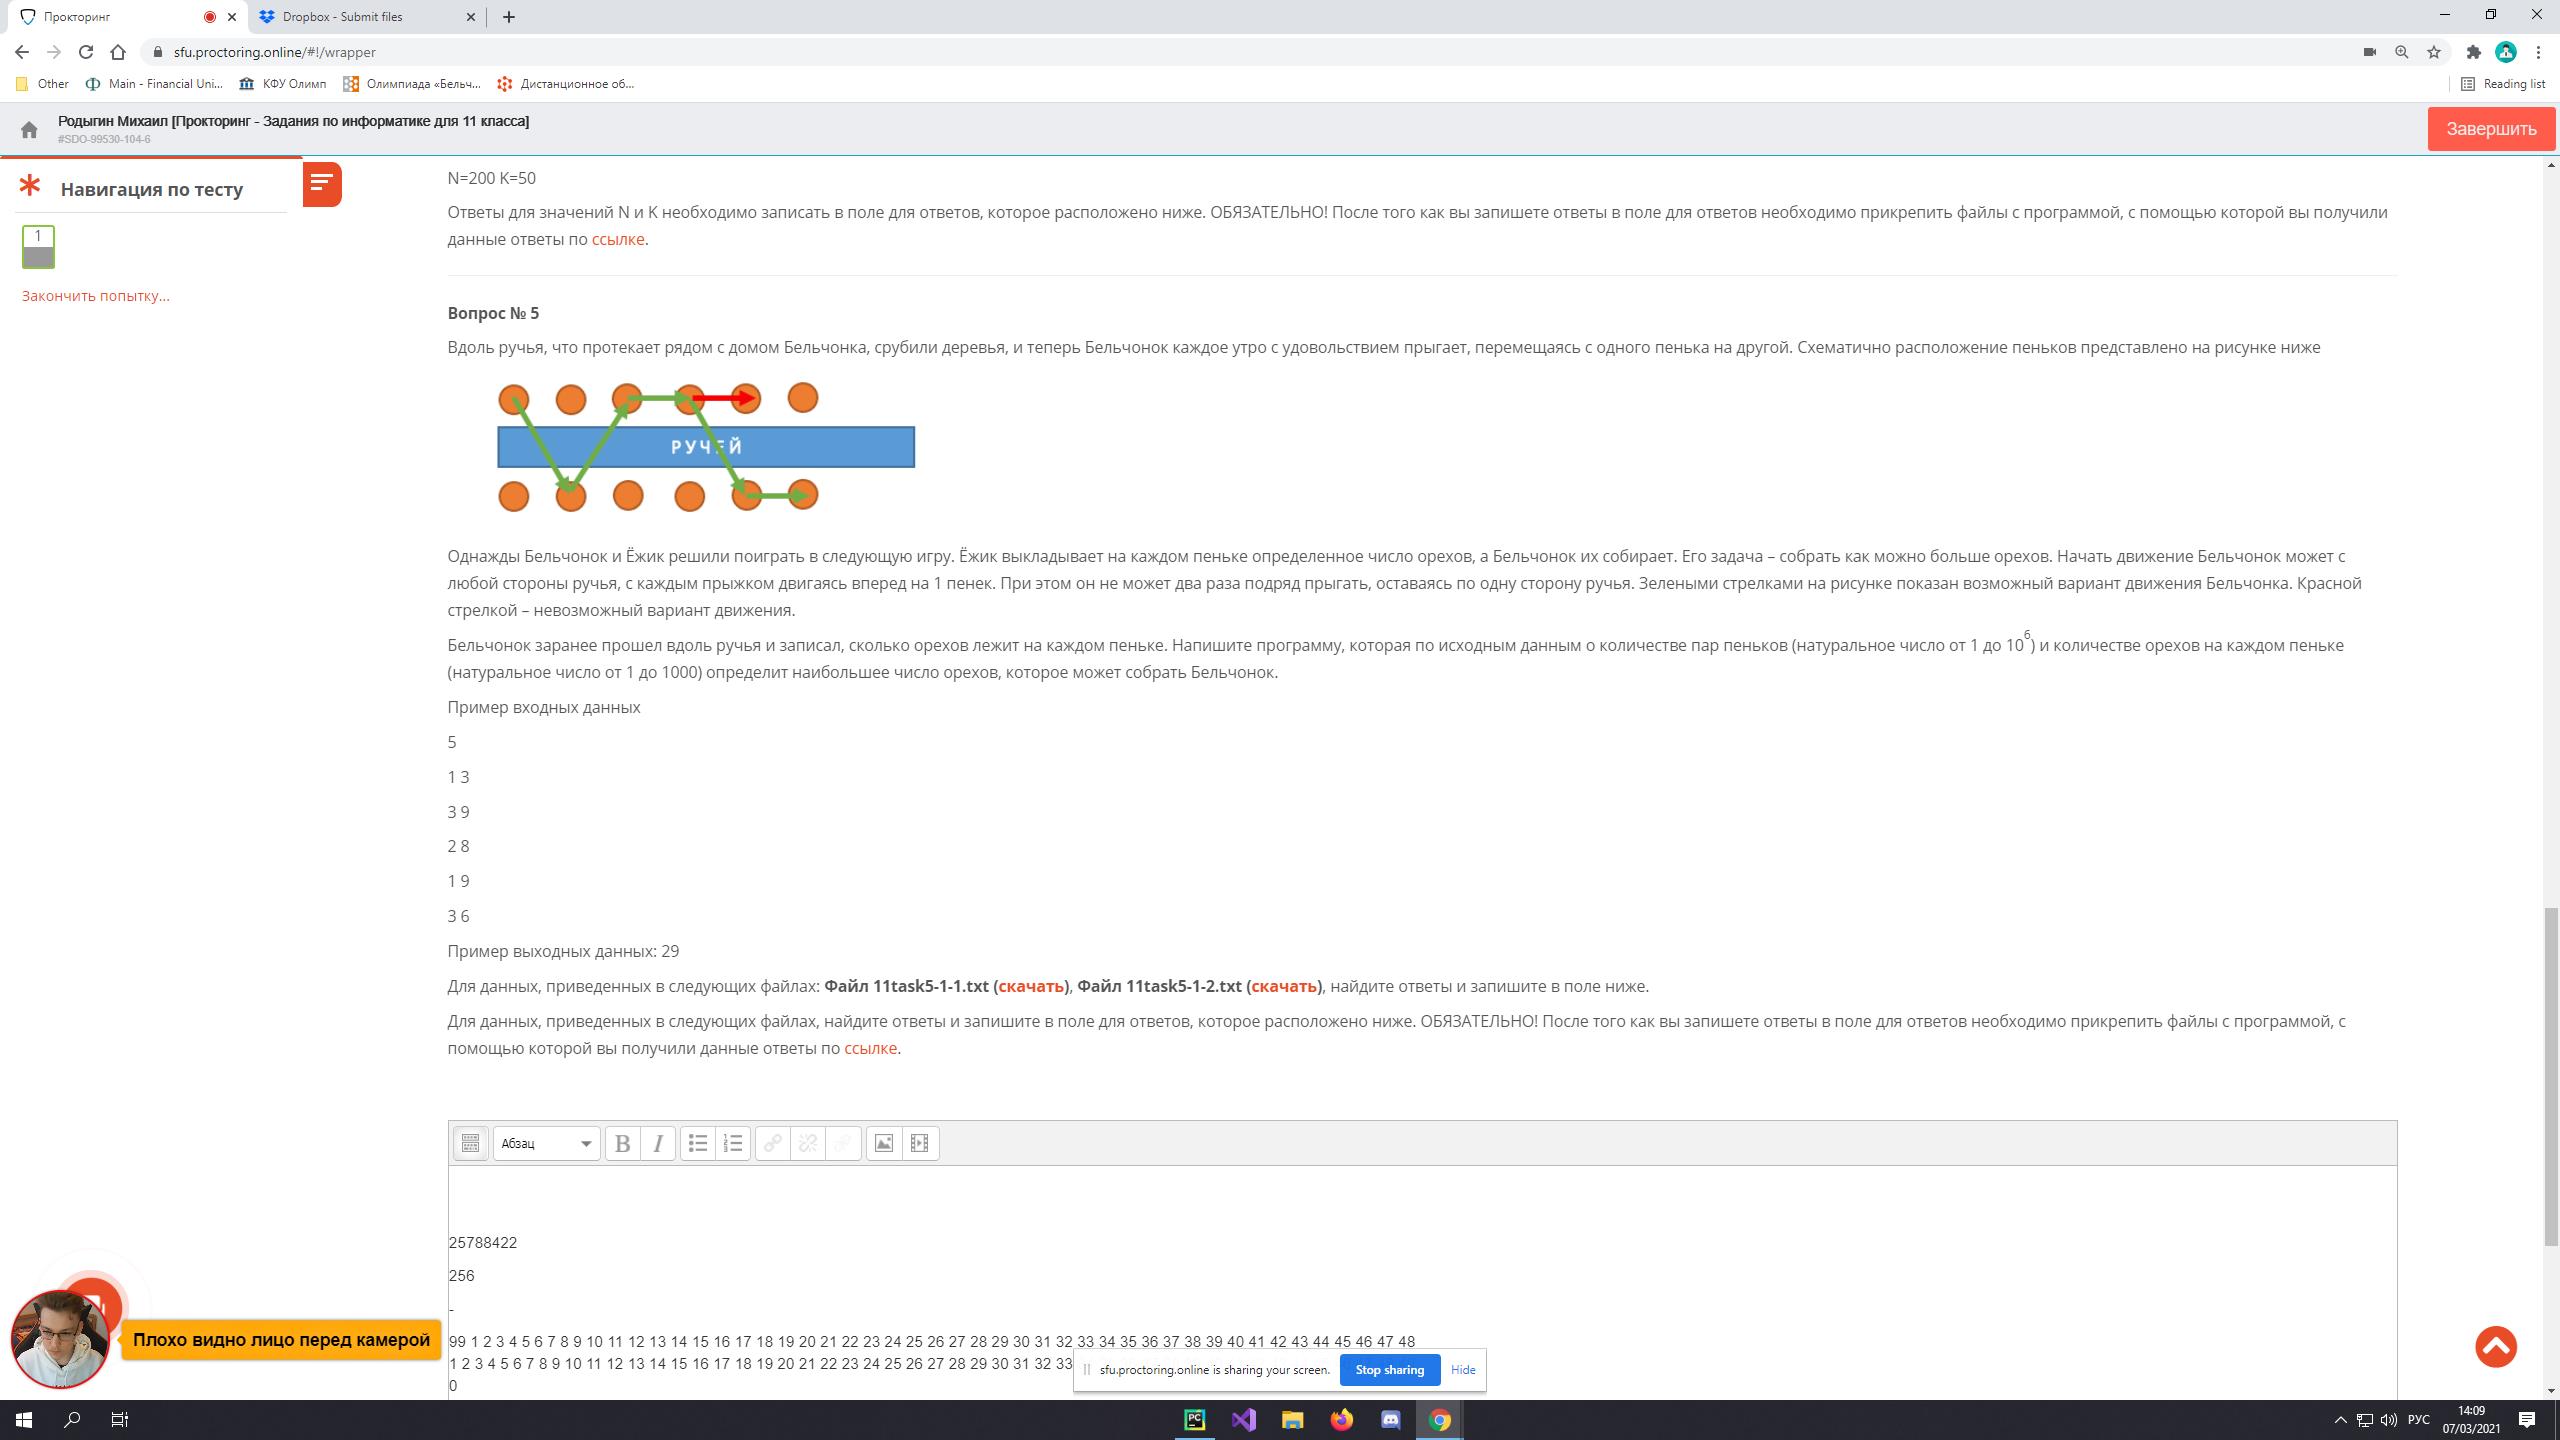 Прокторинг
Dropbox - Submit files
sfu.proctoring.online/#!/wrapper
Other
Main - Financial Uni...
КФУ Олимп
Олимпиада «Бельч...
Дистанционное об...
Reading list
Родыгин Михаил [Прокторинг - Задания по информатике для 11 класса]
#SDO-99530-104-6
Завершить
Навигация по тесту
1
Закончить попытку...
N=200 K=50
Ответы для значений N и K необходимо записать в поле для ответов, которое расположено ниже. ОБЯЗАТЕЛЬНО! После того как вы запишете ответы в поле для ответов необходимо прикрепить файлы с программой, с помощью которой вы получили
данные ответы по ссылке.
Вопрос № 5
Вдоль ручья, что протекает рядом с домом Бельчонка, срубили деревья, и теперь Бельчонок каждое утро с удовольствием прыгает, перемещаясь с одного пенька на другой. Схематично расположение пеньков представлено на рисунке ниже
РУЧЕЙ
Однажды Бельчонок и Ёжик решили поиграть в следующую игру. Ёжик выкладывает на каждом пеньке определенное число орехов, а Бельчонок их собирает. Его задача – собрать как можно больше орехов. Начать движение Бельчонок может с
любой стороны ручья, с каждым прыжком двигаясь вперед на 1 пенек. При этом он не может два раза подряд прыгать, оставаясь по одну сторону ручья. Зелеными стрелками на рисунке показан возможный вариант движения Бельчонка. Красной
стрелкой – невозможный вариант движения.
Бельчонок заранее прошел вдоль ручья и записал, сколько орехов лежит на каждом пеньке. Напишите программу, которая по исходным данным о количестве пар пеньков (натуральное число от 1 до 10^6) и количестве орехов на каждом пеньке
(натуральное число от 1 до 1000) определит наибольшее число орехов, которое может собрать Бельчонок.
Пример входных данных
5
1 3
3 9
2 8
1 9
3 6
Пример выходных данных: 29
Для данных, приведенных в следующих файлах: Файл 11task5-1-1.txt (скачать), Файл 11task5-1-2.txt (скачать), найдите ответы и запишите в поле ниже.
Для данных, приведенных в следующих файлах, найдите ответы и запишите в поле для ответов, которое расположено ниже. ОБЯЗАТЕЛЬНО! После того как вы запишете ответы в поле для ответов необходимо прикрепить файлы с программой, с
помощью которой вы получили данные ответы по ссылке.
Абзац
B I
25788422
256
-
99 1 2 3 4 5 6 7 8 9 10 11 12 13 14 15 16 17 18 19 20 21 22 23 24 25 26 27 28 29 30 31 32 33 34 35 36 37 38 39 40 41 42 43 44 45 46 47 48
1 2 3 4 5 6 7 8 9 10 11 12 13 14 15 16 17 18 19 20 21 22 23 24 25 26 27 28 29 30 31 32 33
0
Плохо видно лицо перед камерой
sfu.proctoring.online is sharing your screen.
Stop sharing
Hide
PC
РУС
14:09
07/03/2021